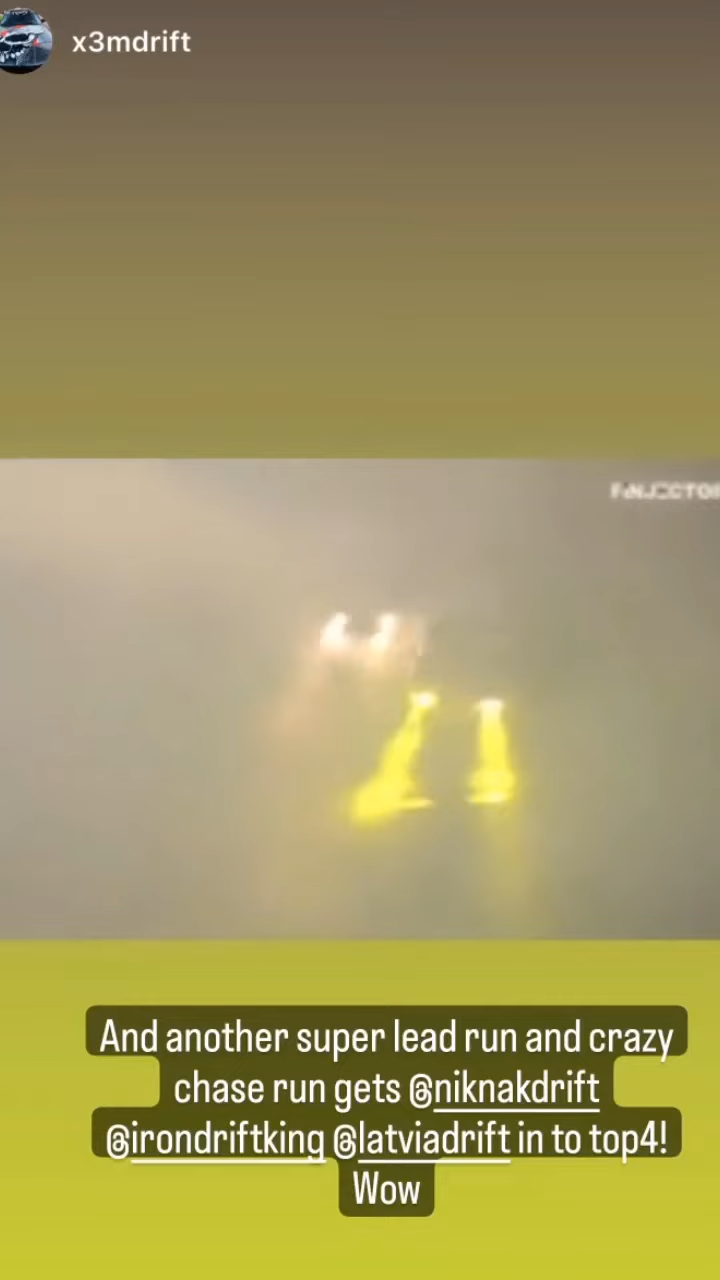 x3mdrift
And another super lead run and crazy
chase run gets @niknakdrift
@irondriftking @latviadrift in to top4!
Wow